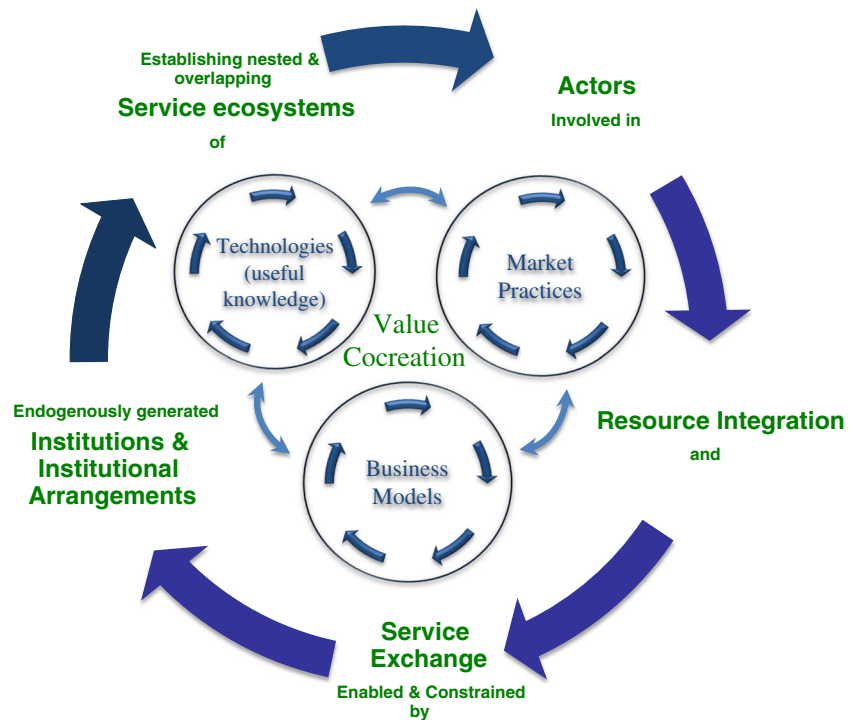 Establishing nested &
overlapping
Service ecosystems
of
Actors
Involved in
Resource Integration
and
Service
Exchange
Enabled & Constrained
by
Endogenously generated
Institutions &
Institutional
Arrangements
Technologies
(useful
knowledge)
Market
Practices
Value
Cocreation
Business
Models